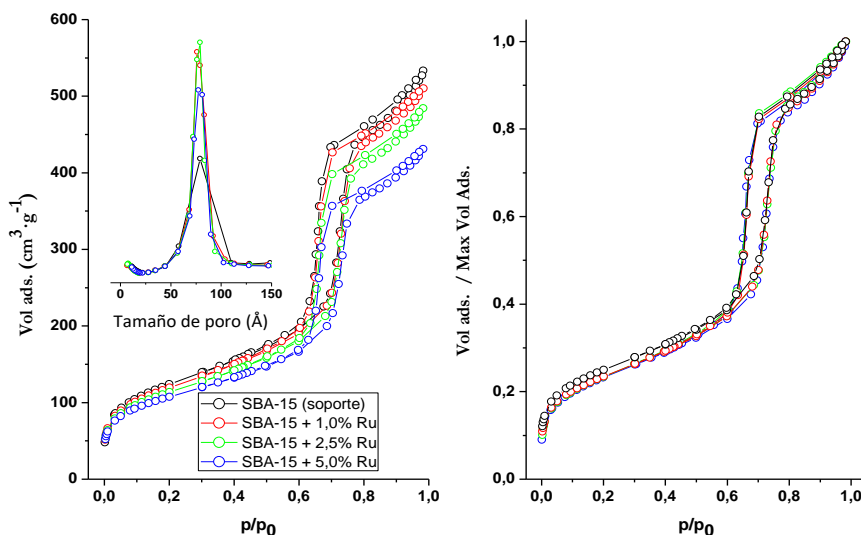 600
500
400
300
200
100
0
Vol ads. (cm³·g⁻¹)
0 25 50 75 100 125 150
Tamaño de poro (Å)
SBA-15 (soporte)
SBA-15 + 1,0% Ru
SBA-15 + 2,5% Ru
SBA-15 + 5,0% Ru
0,0 0,2 0,4 0,6 0,8 1,0
p/p₀
1,0
0,8
0,6
0,4
0,2
0,0
Vol ads. / Max Vol Ads.
0,0 0,2 0,4 0,6 0,8 1,0
p/p₀